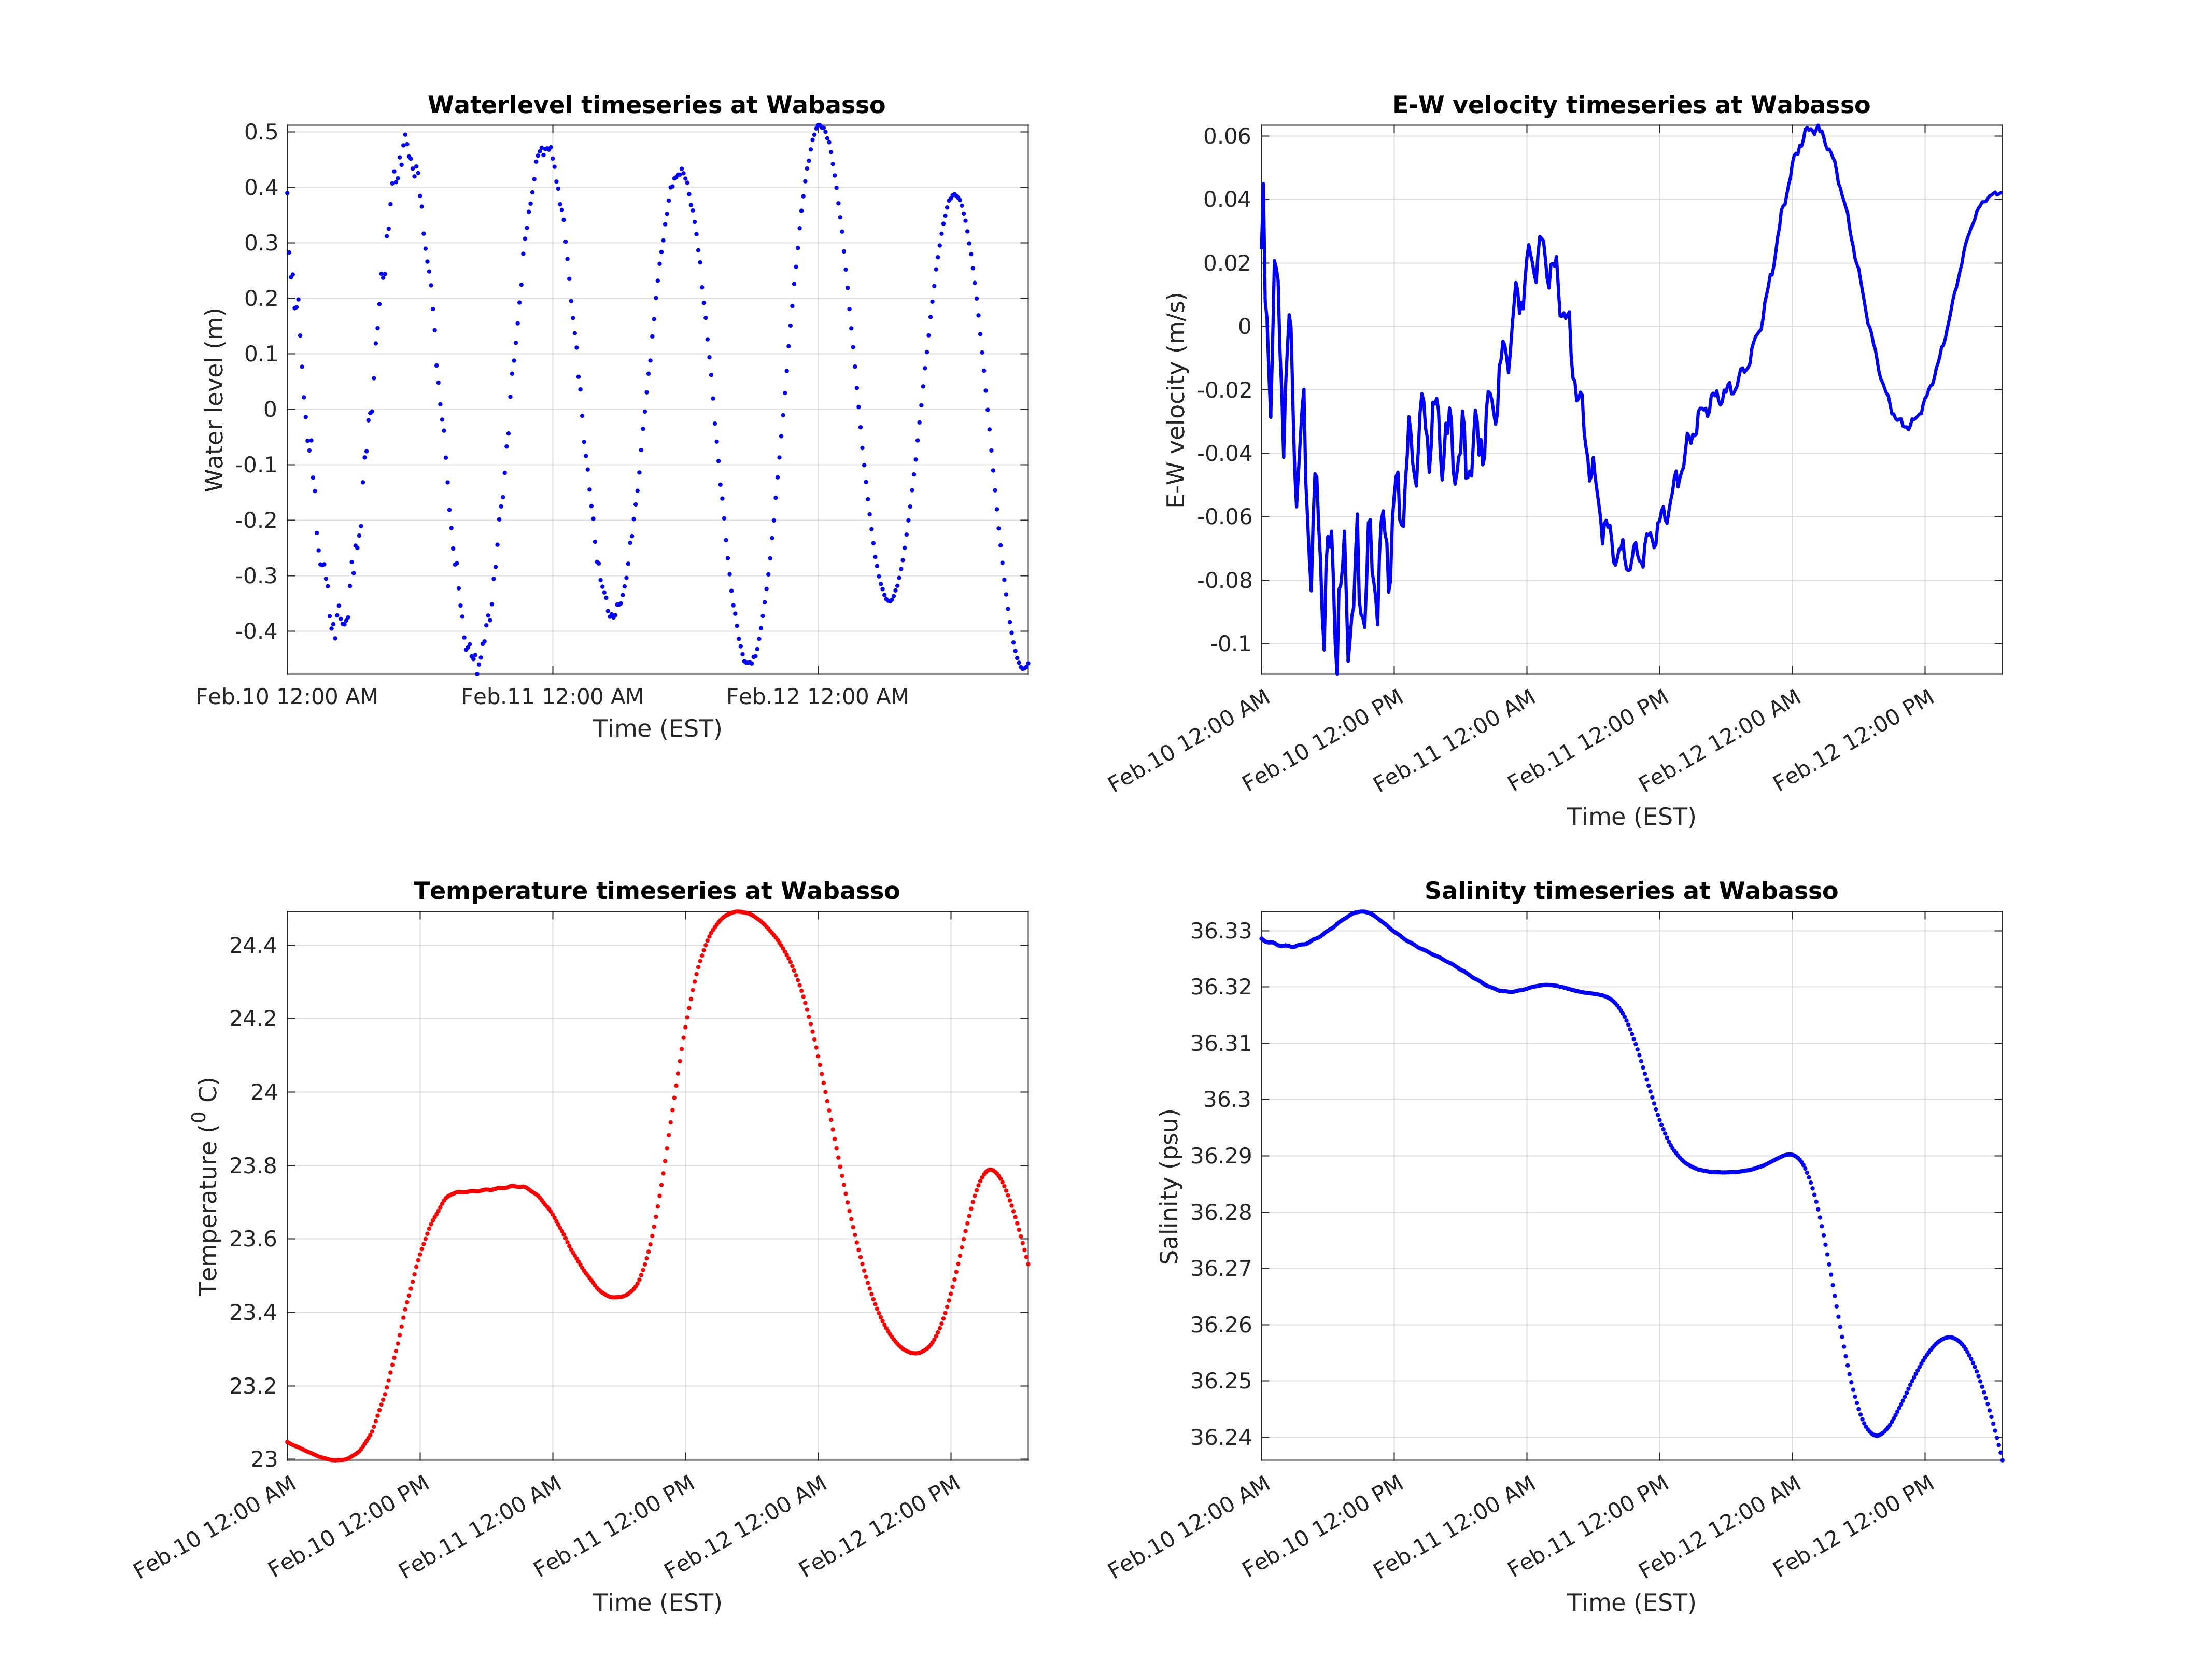 Waterlevel timeseries at Wabasso
0.5
0.4
0.3
0.2
0.1
0
-0.1
-0.2
-0.3
-0.4
Water level (m)
Feb.10 12:00 AM
Feb.11 12:00 AM
Feb.12 12:00 AM
Time (EST)
E-W velocity timeseries at Wabasso
0.06
0.04
0.02
0
-0.02
-0.04
-0.06
-0.08
-0.1
E-W velocity (m/s)
Feb.10 12:00 AM
Feb.10 12:00 PM
Feb.11 12:00 AM
Feb.11 12:00 PM
Feb.12 12:00 AM
Feb.12 12:00 PM
Time (EST)
Temperature timeseries at Wabasso
24.4
24.2
24
23.8
23.6
23.4
23.2
23
Temperature (⁰ C)
Feb.10 12:00 AM
Feb.10 12:00 PM
Feb.11 12:00 AM
Feb.11 12:00 PM
Feb.12 12:00 AM
Feb.12 12:00 PM
Time (EST)
Salinity timeseries at Wabasso
36.33
36.32
36.31
36.3
36.29
36.28
36.27
36.26
36.25
36.24
Salinity (psu)
Feb.10 12:00 AM
Feb.10 12:00 PM
Feb.11 12:00 AM
Feb.11 12:00 PM
Feb.12 12:00 AM
Feb.12 12:00 PM
Time (EST)